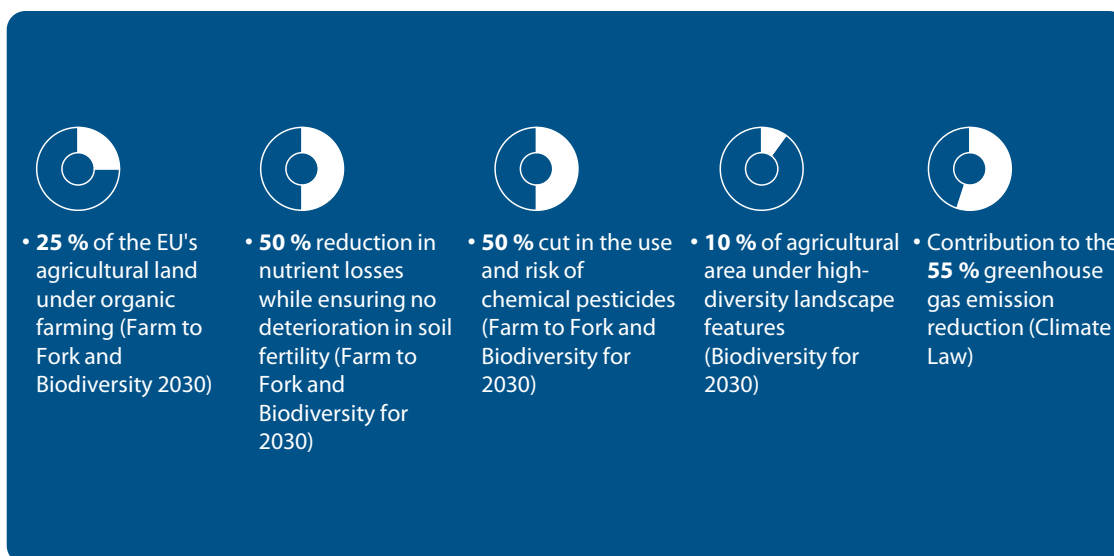 • 25 % of the EU's
agricultural land
under organic
farming (Farm to
Fork and
Biodiversity 2030)
• 50 % reduction in
nutrient losses
while ensuring no
deterioration in soil
fertility (Farm to
Fork and
Biodiversity for
2030)
• 50 % cut in the use
and risk of
chemical pesticides
(Farm to Fork and
Biodiversity for
2030)
• 10 % of agricultural
area under high-
diversity landscape
features
(Biodiversity for
2030)
• Contribution to the
55 % greenhouse
gas emission
reduction (Climate
Law)